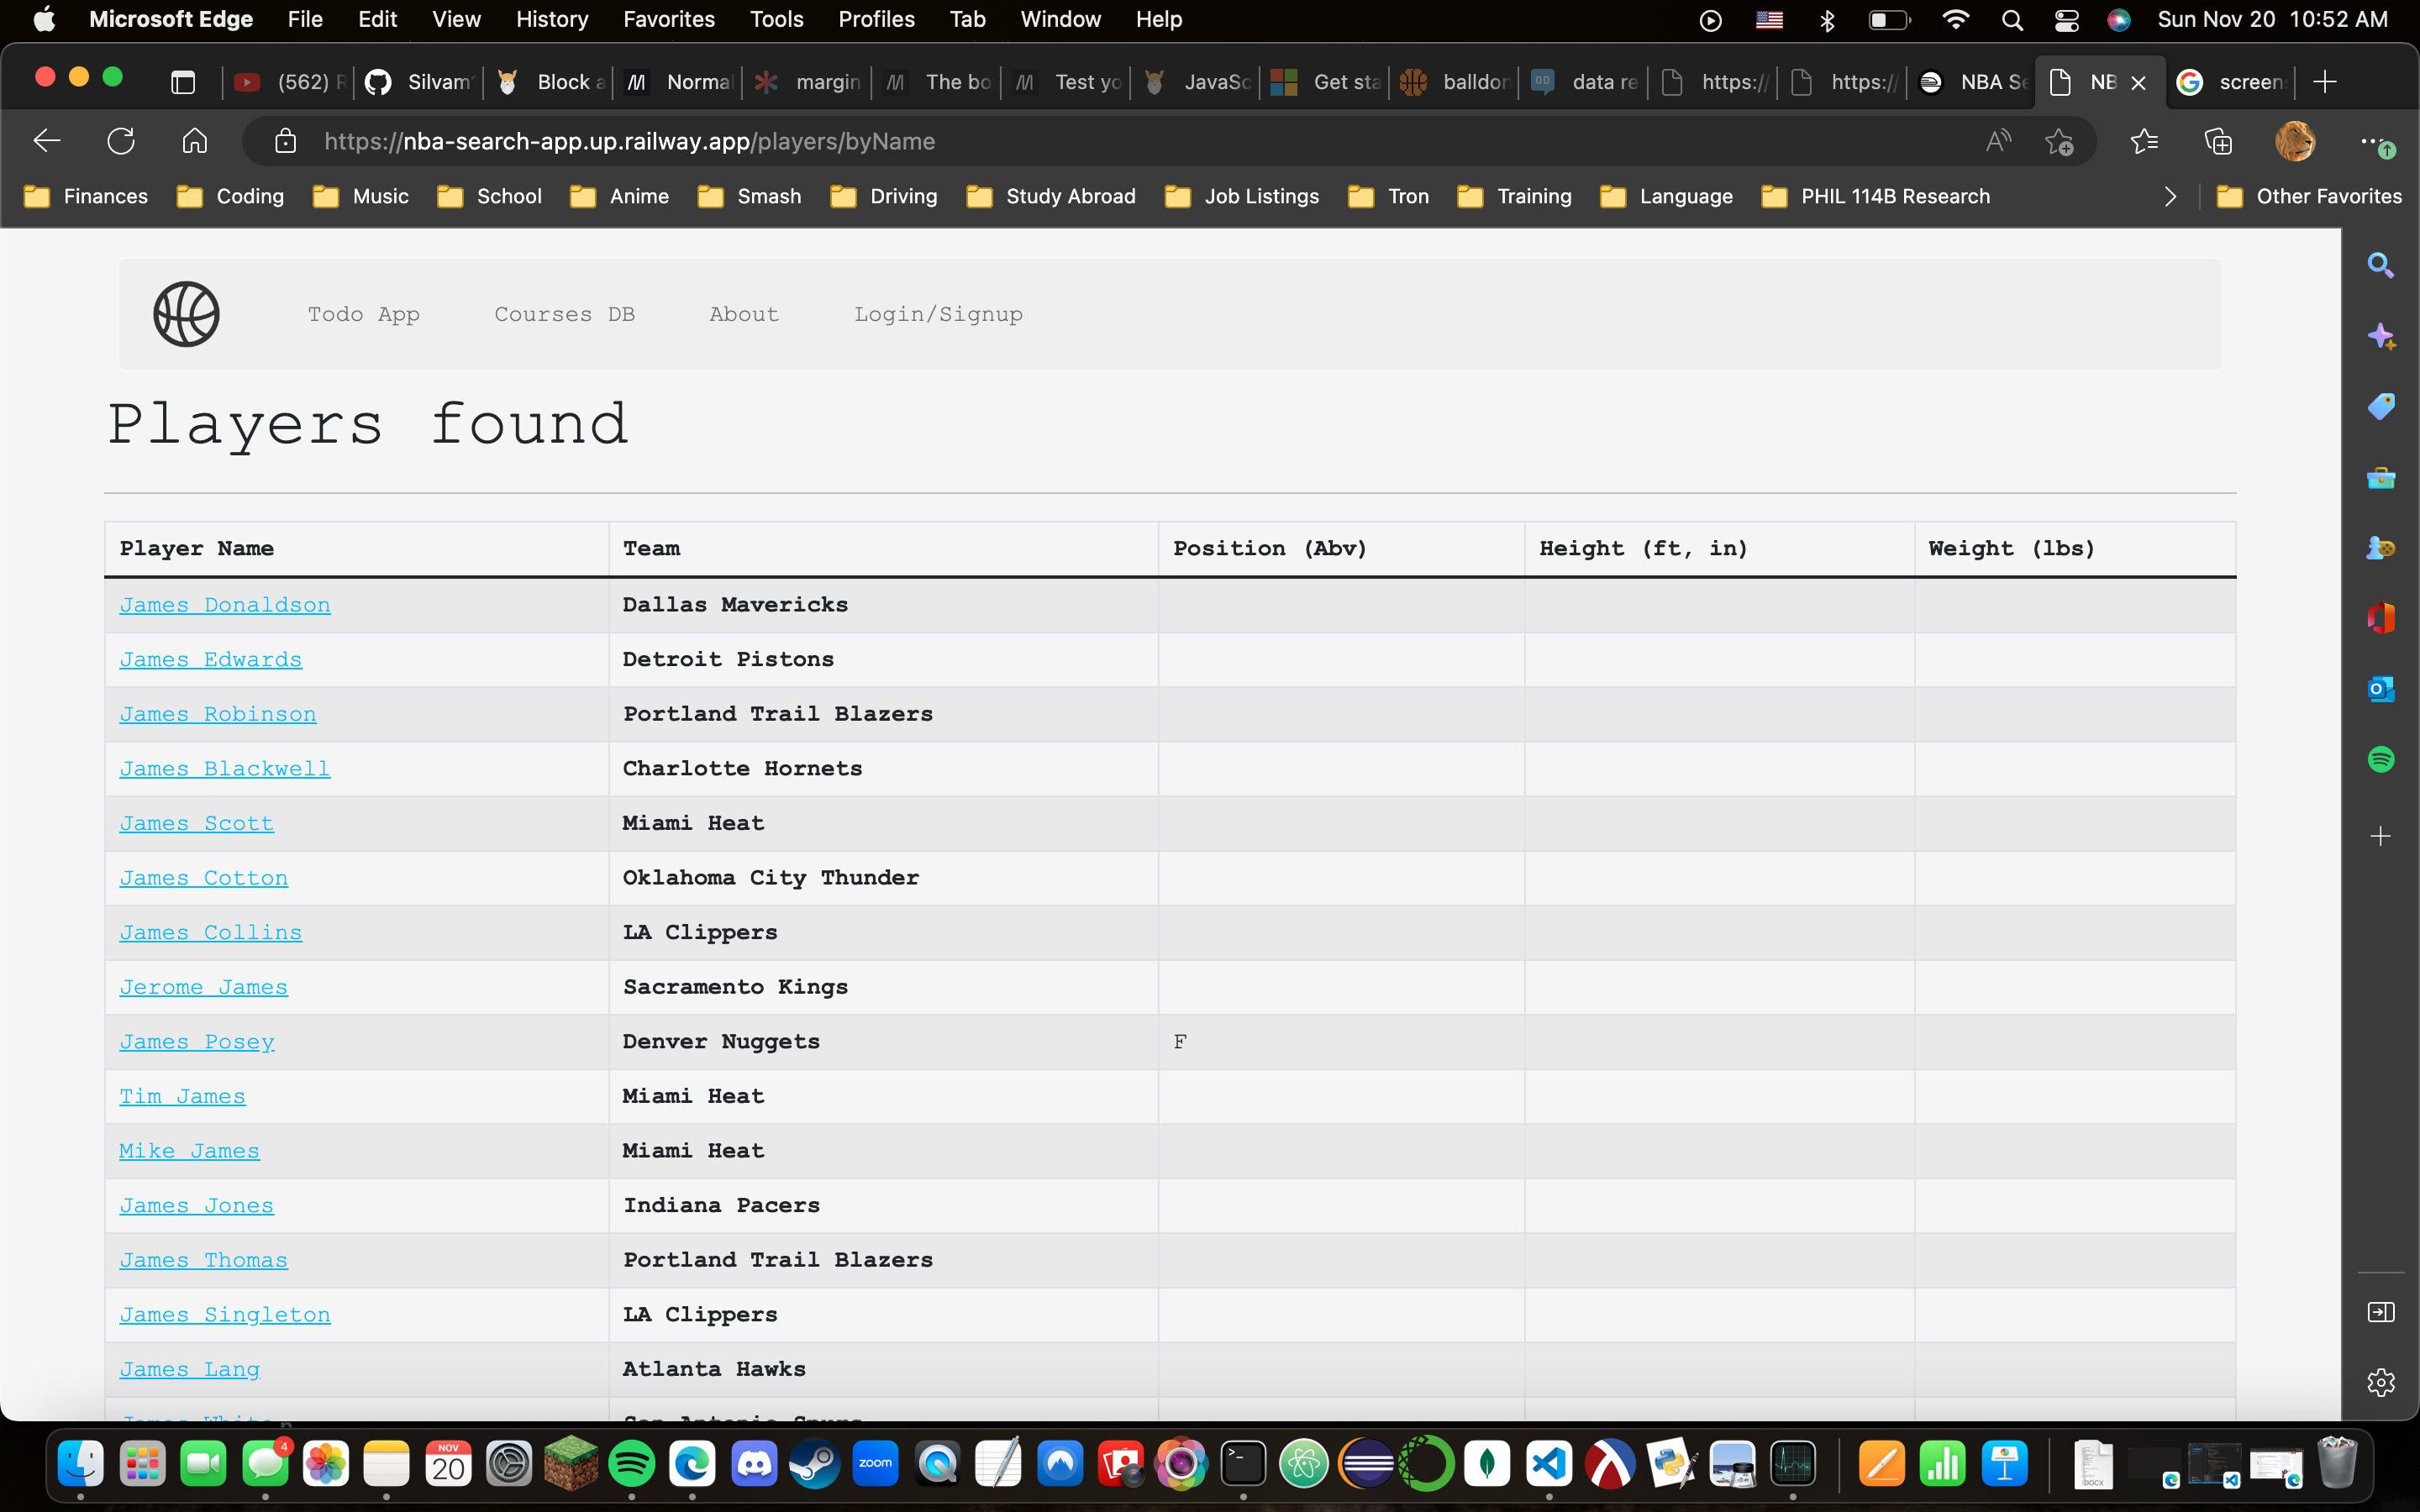 Microsoft Edge File Edit View History Favorites Tools Profiles Tab Window Help Sun Nov 20 10:52 AM
(562) Silvam Block a Normal margin The bo Test yo JavaSc Get sta balldon data re https:/ https:/ NBA Se NB screen
https://nba-search-app.up.railway.app/players/byName
Finances Coding Music School Anime Smash Driving Study Abroad Job Listings Tron Training Language PHIL 114B Research Other Favorites
Todo App Courses DB About Login/Signup
Players found
Player Name Team Position (Abv) Height (ft, in) Weight (lbs)
James Donaldson Dallas Mavericks
James Edwards Detroit Pistons
James Robinson Portland Trail Blazers
James Blackwell Charlotte Hornets
James Scott Miami Heat
James Cotton Oklahoma City Thunder
James Collins LA Clippers
Jerome James Sacramento Kings
James Posey Denver Nuggets F
Tim James Miami Heat
Mike James Miami Heat
James Jones Indiana Pacers
James Thomas Portland Trail Blazers
James Singleton LA Clippers
James Lang Atlanta Hawks
James White San Antonio Spurs
4 NOV 20 zoom DOCX